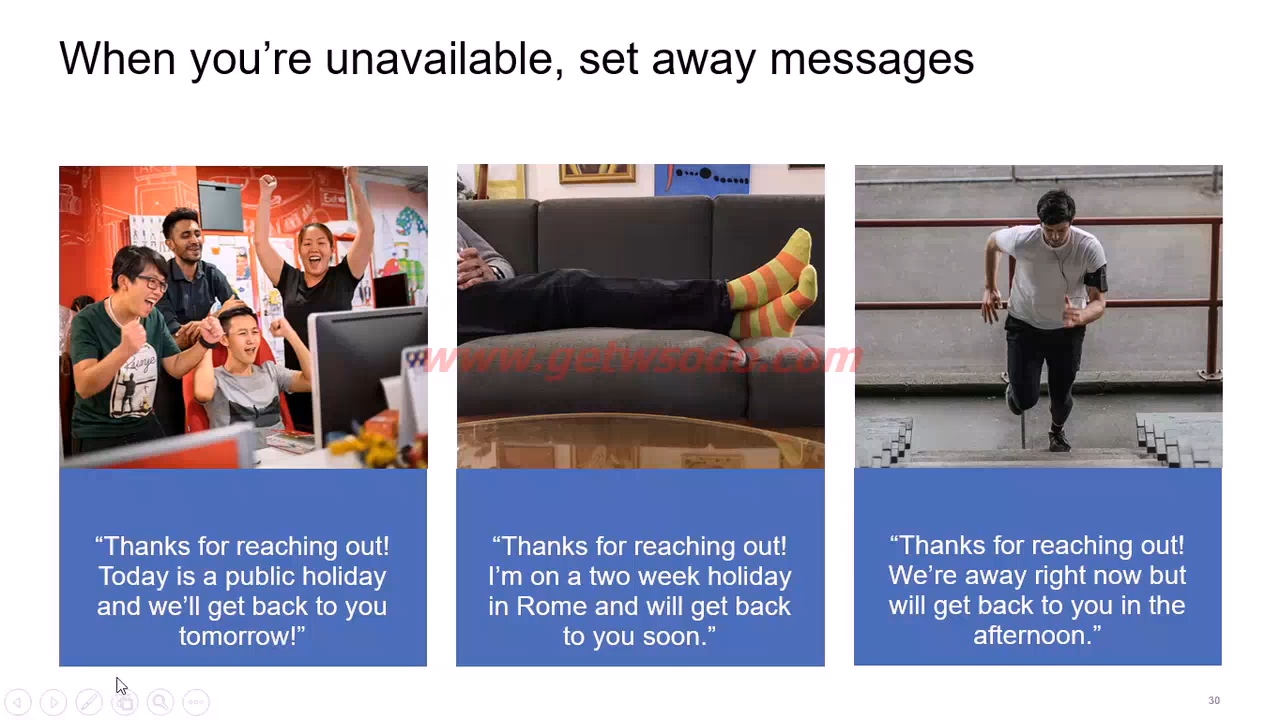 When you’re unavailable, set away messages
www.getwsodo.com
“Thanks for reaching out!
Today is a public holiday
and we’ll get back to you
tomorrow!”
“Thanks for reaching out!
I’m on a two week holiday
in Rome and will get back
to you soon.”
“Thanks for reaching out!
We’re away right now but
will get back to you in the
afternoon.”
30